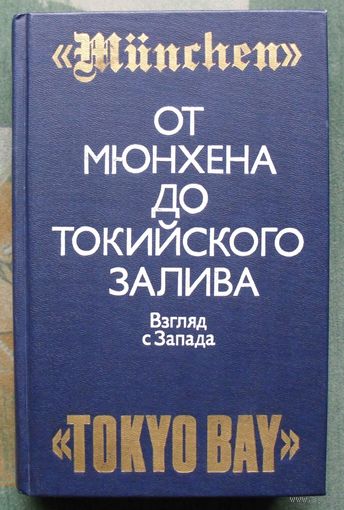 «München»
ОТ
МЮНХЕНА
ДО
ТОКИЙСКОГО
ЗАЛИВА
Взгляд
с Запада
«TOKYO BAY»